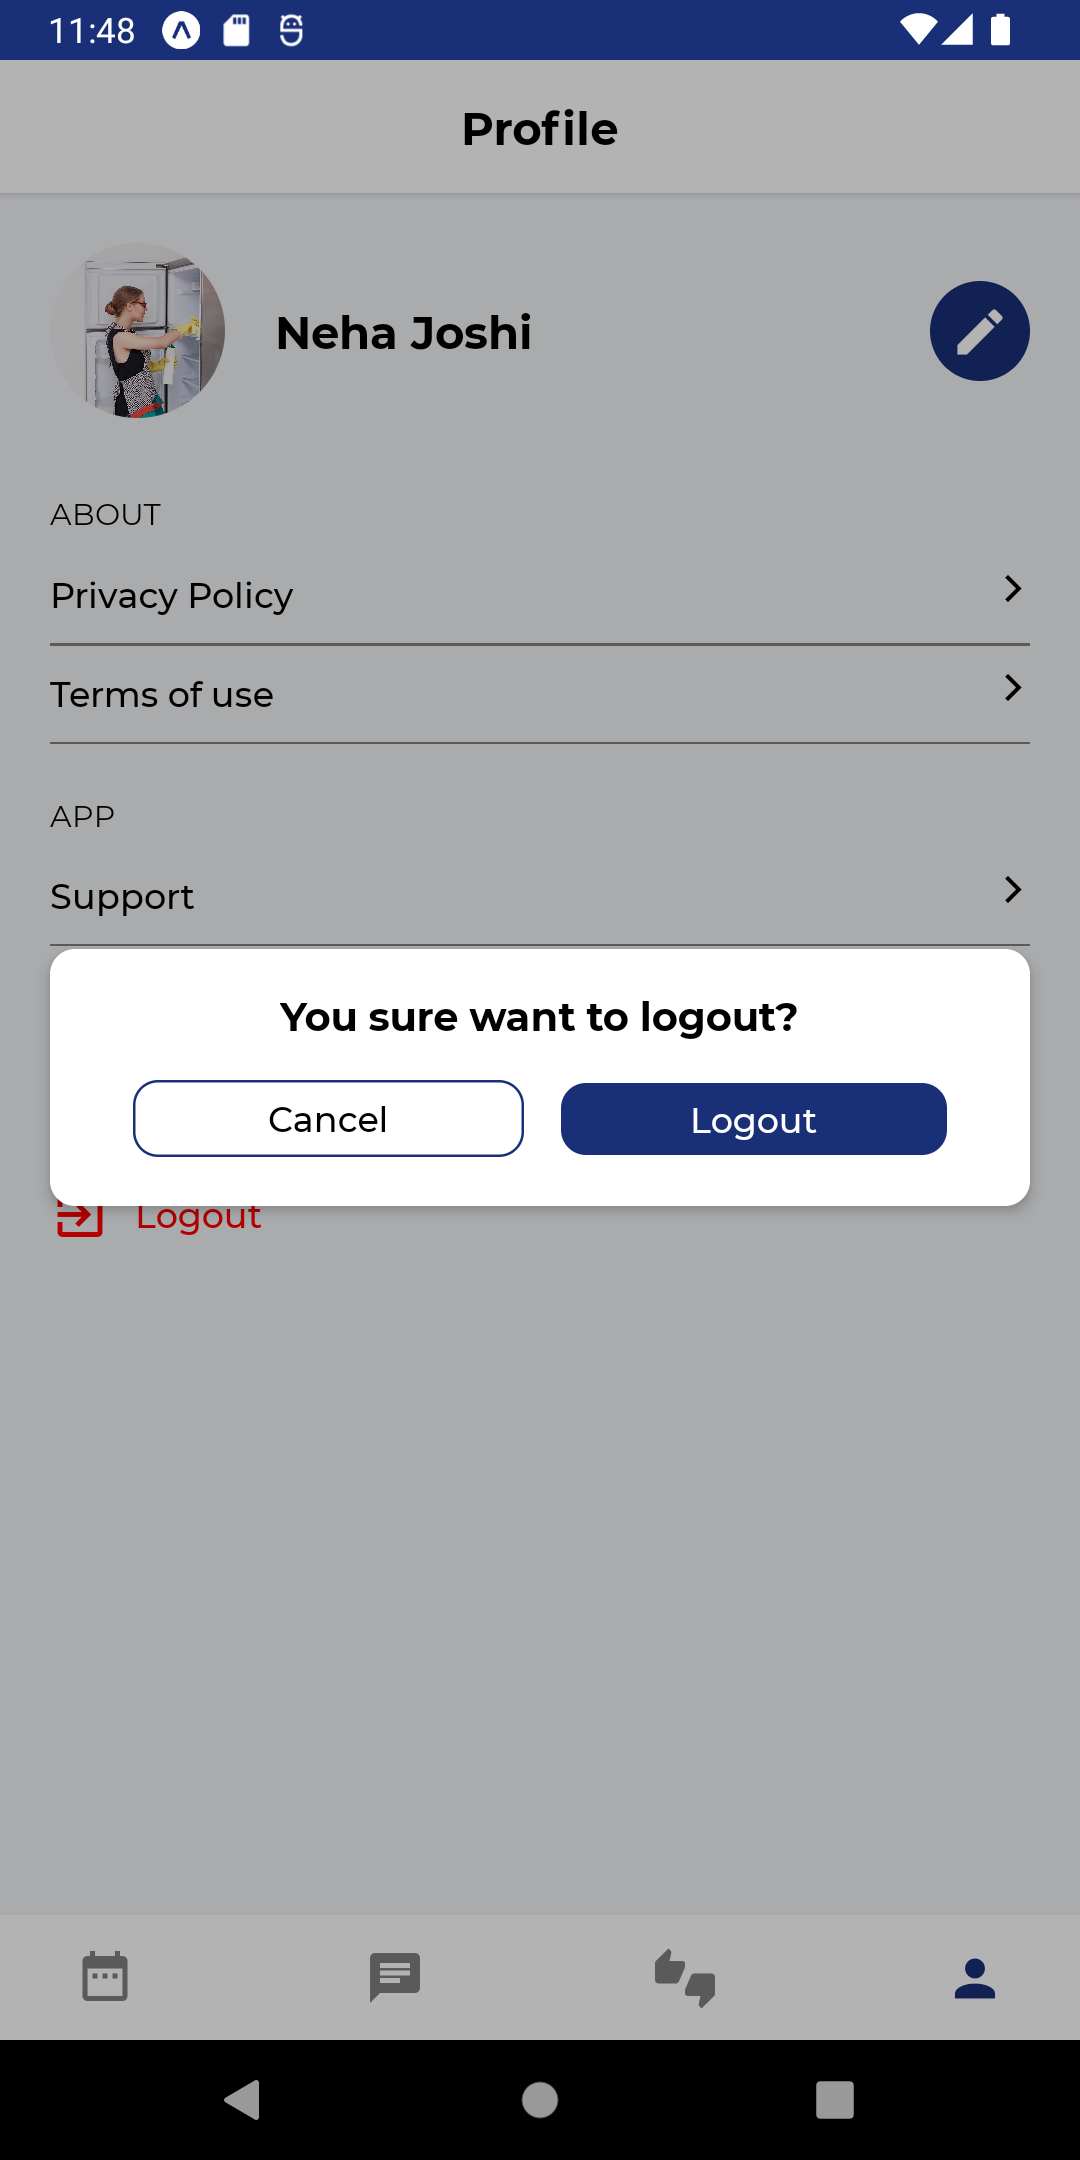 11:48
Profile
Neha Joshi
ABOUT
Privacy Policy
Terms of use
APP
Support
You sure want to logout?
Cancel
Logout
Logout